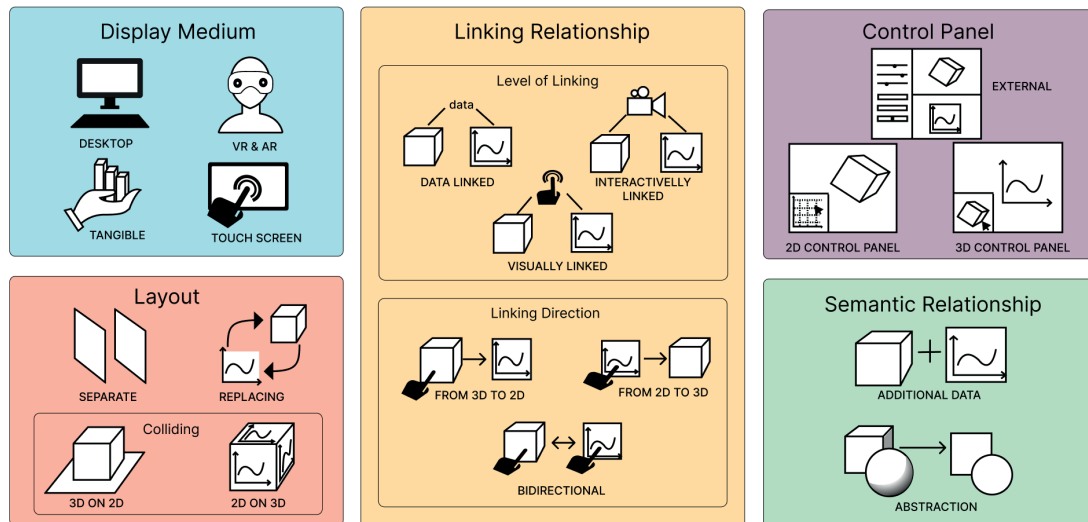 Display Medium
DESKTOP
VR & AR
TANGIBLE
TOUCH SCREEN
Layout
SEPARATE
REPLACING
Colliding
3D ON 2D
2D ON 3D
Linking Relationship
Level of Linking
data
DATA LINKED
INTERACTIVELLY
LINKED
VISUALLY LINKED
Linking Direction
FROM 3D TO 2D
FROM 2D TO 3D
BIDIRECTIONAL
Control Panel
EXTERNAL
2D CONTROL PANEL
3D CONTROL PANEL
Semantic Relationship
ADDITIONAL DATA
ABSTRACTION